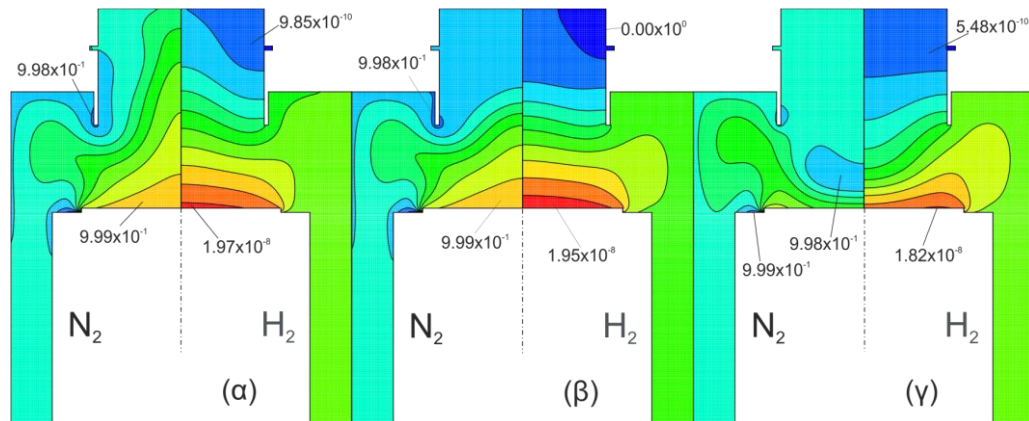 9.85x10⁻¹⁰
9.98x10⁻¹
9.99x10⁻¹
1.97x10⁻⁸
N₂
H₂
(α)
0.00x10⁰
9.98x10⁻¹
9.99x10⁻¹
1.95x10⁻⁸
N₂
H₂
(β)
5.48x10⁻¹⁰
9.99x10⁻¹
9.98x10⁻¹
1.82x10⁻⁸
N₂
H₂
(γ)